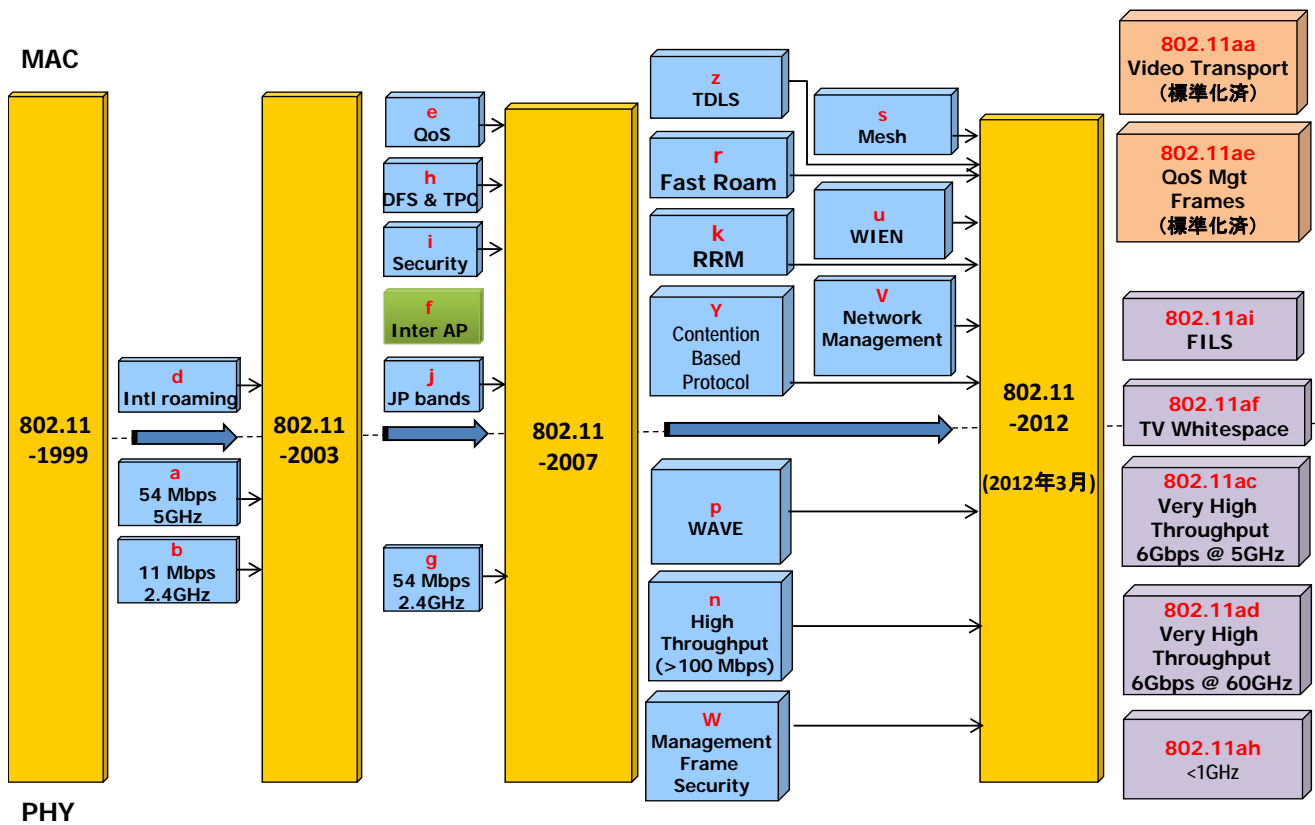 MAC
802.11
-1999
d
Intl roaming
a
54 Mbps
5GHz
b
11 Mbps
2.4GHz
802.11
-2003
e
QoS
h
DFS & TPC
i
Security
f
Inter AP
j
JP bands
g
54 Mbps
2.4GHz
802.11
-2007
z
TDLS
r
Fast Roam
k
RRM
Y
Contention
Based
Protocol
p
WAVE
n
High
Throughput
(>100 Mbps)
W
Management
Frame
Security
s
Mesh
u
WIEN
V
Network
Management
802.11
-2012
(2012年3月)
802.11aa
Video Transport
(標準化済)
802.11ae
QoS Mgt
Frames
(標準化済)
802.11ai
FILS
802.11af
TV Whitespace
802.11ac
Very High
Throughput
6Gbps @ 5GHz
802.11ad
Very High
Throughput
6Gbps @ 60GHz
802.11ah
<1GHz
PHY